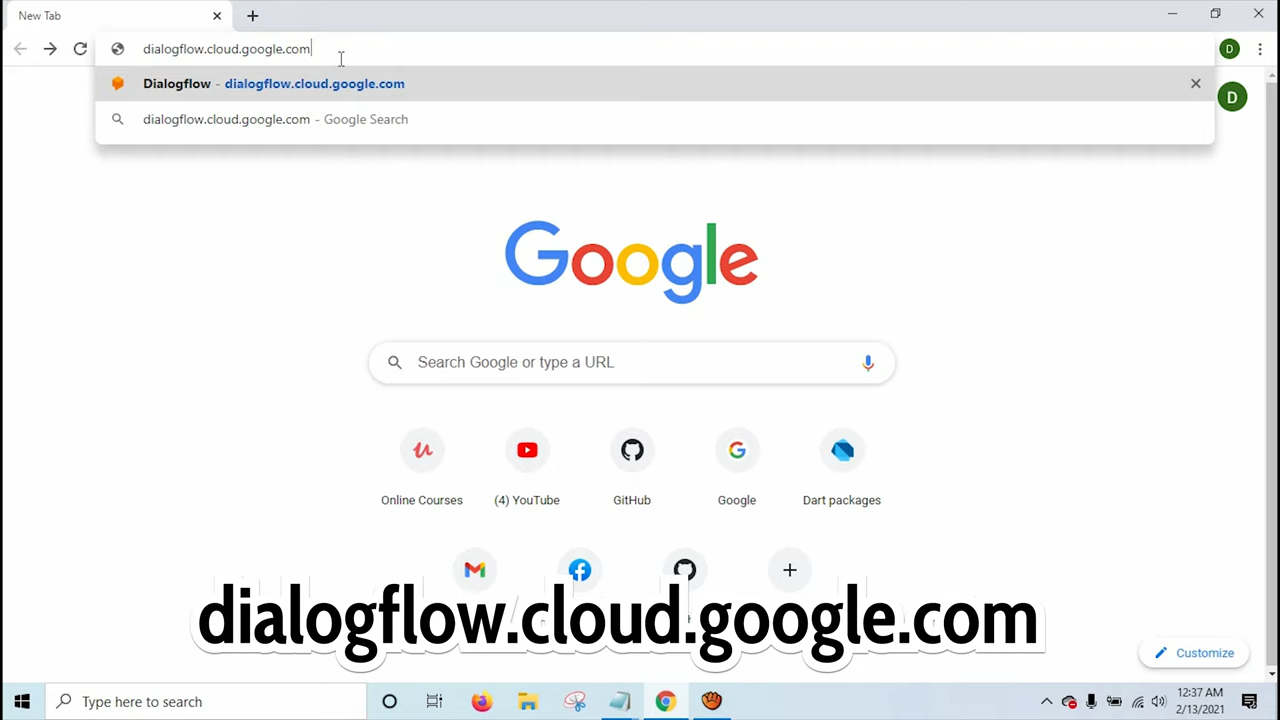 New Tab
dialogflow.cloud.google.com
D
Dialogflow - dialogflow.cloud.google.com
D
dialogflow.cloud.google.com - Google Search
Google
Search Google or type a URL
Online Courses
(4) YouTube
GitHub
Google
Dart packages
dialogflow.cloud.google.com
Customize
Type here to search
12:37 AM
2/13/2021